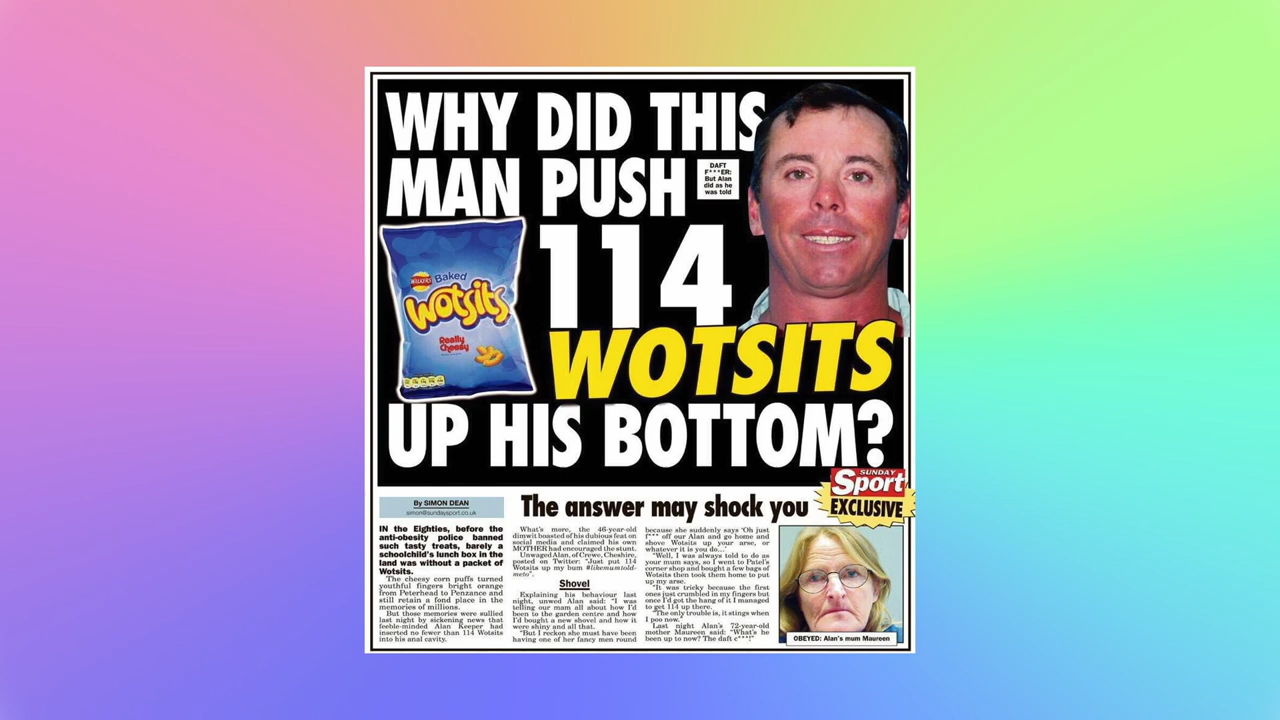 WHY DID THIS
MAN PUSH
DAFT
F***ER:
But Alan
did as he
was told
114
WALKERS
Baked
Wotsits
Really
Cheesy
WOTSITS
UP HIS BOTTOM?
SUNDAY
Sport
EXCLUSIVE
The answer may shock you
By SIMON DEAN
simon@sundaysport.co.uk
IN the Eighties, before the
anti-obesity police banned
such tasty treats, barely a
schoolchild's lunch box in the
land was without a packet of
Wotsits.
The cheesy corn puffs turned
youthful fingers bright orange
from Peterhead to Penzance and
still retain a fond place in the
memories of millions.
But those memories were sullied
last night by sickening news that
feeble-minded Alan Keeper had
inserted no fewer than 114 Wotsits
into his anal cavity.
What's more, the 46-year-old
dimwit boasted of his dubious feat on
social media and claimed his own
MOTHER had encouraged the stunt.
Unwaged Alan, of Crewe, Cheshire,
posted on Twitter: "Just put 114
Wotsits up my bum #likemumtold-
meto".
Shovel
Explaining his behaviour last
night, unwed Alan said: "I was
telling our mam all about how I'd
been to the garden centre and how
I'd bought a new shovel and how it
were shiny and all that.
"But I reckon she must have been
having one of her fancy men round
because she suddenly says 'Oh just
f*** off our Alan and go home and
shove Wotsits up your arse, or
whatever it is you do...'
"Well, I was always told to do as
your mum says, so I went to Patel's
corner shop and bought a few bags of
Wotsits then took them home to put
up my arse.
"It was tricky because the first
ones just crumbled in my fingers but
once I'd got the hang of it I managed
to get 114 up there.
"The only trouble is, it stings when
I poo now."
Last night Alan's 72-year-old
mother Maureen said: "What's he
been up to now? The daft c***!"
OBEYED: Alan's mum Maureen